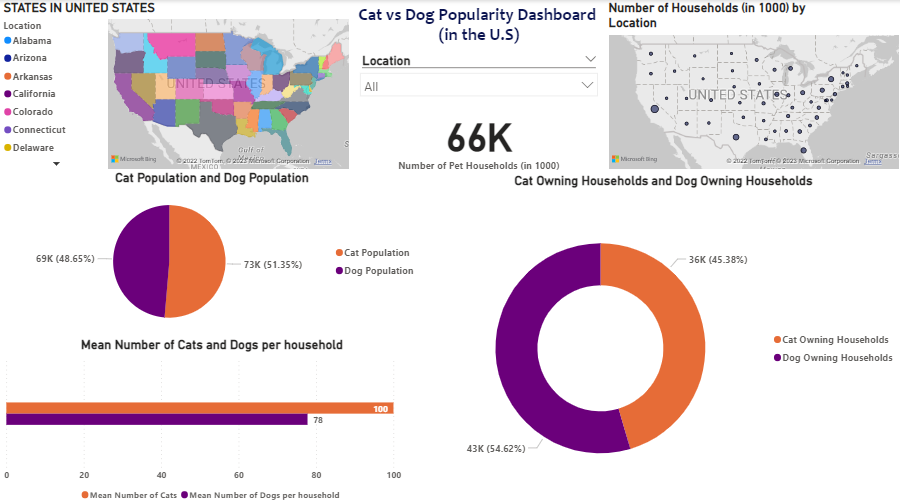 STATES IN UNITED STATES
Location
Alabama
Arizona
Arkansas
California
Colorado
Connecticut
Delaware
UNITED STATES
Gulf of
Mexico
MEXICO
Microsoft Bing
© 2022 TomTom, © 2023 Microsoft Corporation Terms
Cat vs Dog Popularity Dashboard
(in the U.S)
Location
All
66K
Number of Pet Households (in 1000)
Number of Households (in 1000) by
Location
UNITED STATES
Sargass
Microsoft Bing
© 2022 TomTom, © 2023 Microsoft Corporation Terms
Cat Population and Dog Population
69K (48.65%)
73K (51.35%)
Cat Population
Dog Population
Cat Owning Households and Dog Owning Households
36K (45.38%)
43K (54.62%)
Cat Owning Households
Dog Owning Households
Mean Number of Cats and Dogs per household
100
78
0 20 40 60 80 100
Mean Number of Cats Mean Number of Dogs per household